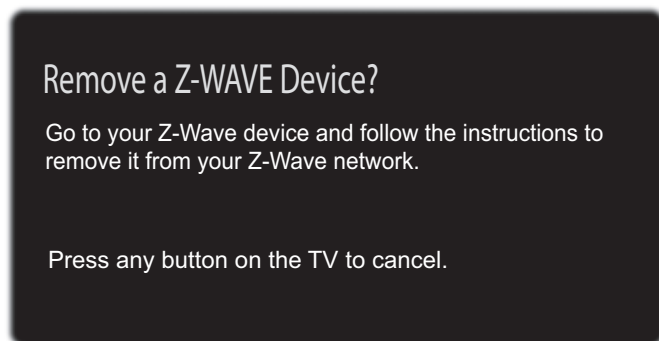 Remove a Z-WAVE Device?
Go to your Z-Wave device and follow the instructions to
remove it from your Z-Wave network.
Press any button on the TV to cancel.